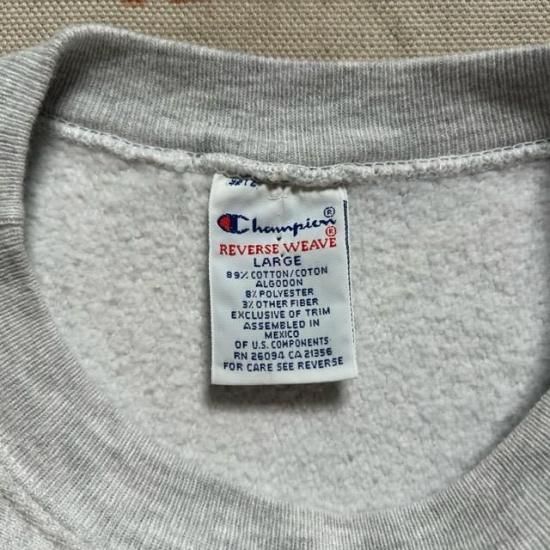 Champion®
REVERSE WEAVE®
LARGE
89% COTTON/COTON
ALGODON
8% POLYESTER
3% OTHER FIBER
EXCLUSIVE OF TRIM
ASSEMBLED IN
MEXICO
OF U.S. COMPONENTS
RN 26094 CA 21356
FOR CARE SEE REVERSE